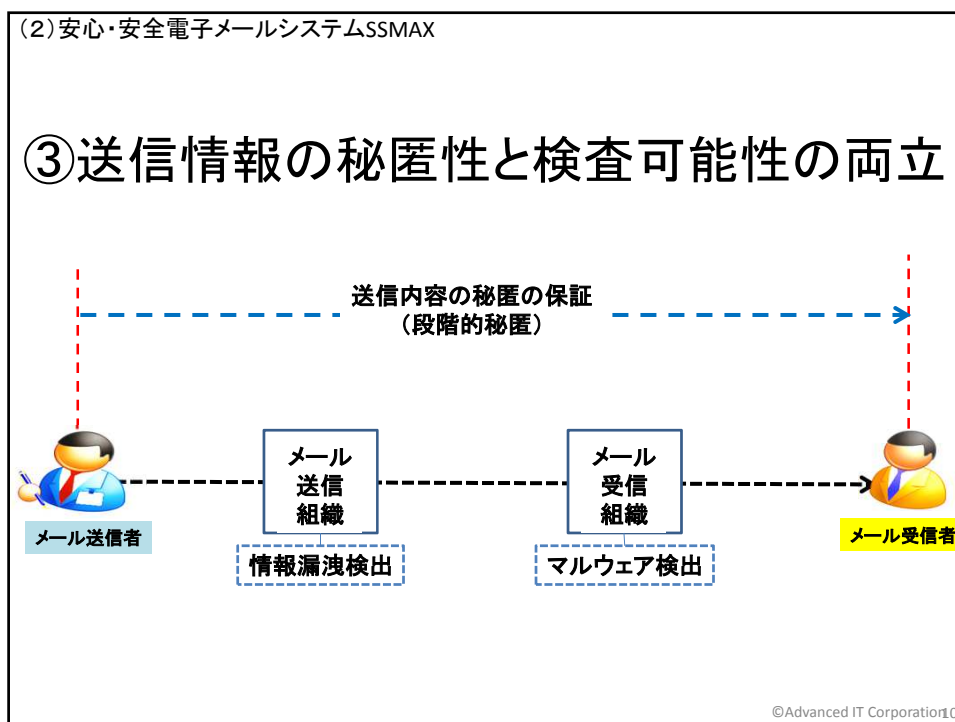 （２）安心・安全電子メールシステムSSMAX
③送信情報の秘匿性と検査可能性の両立
送信内容の秘匿の保証
（段階的秘匿）
メール
送信
組織
メール
受信
組織
メール送信者
メール受信者
情報漏洩検出
マルウェア検出
©Advanced IT Corporation
10